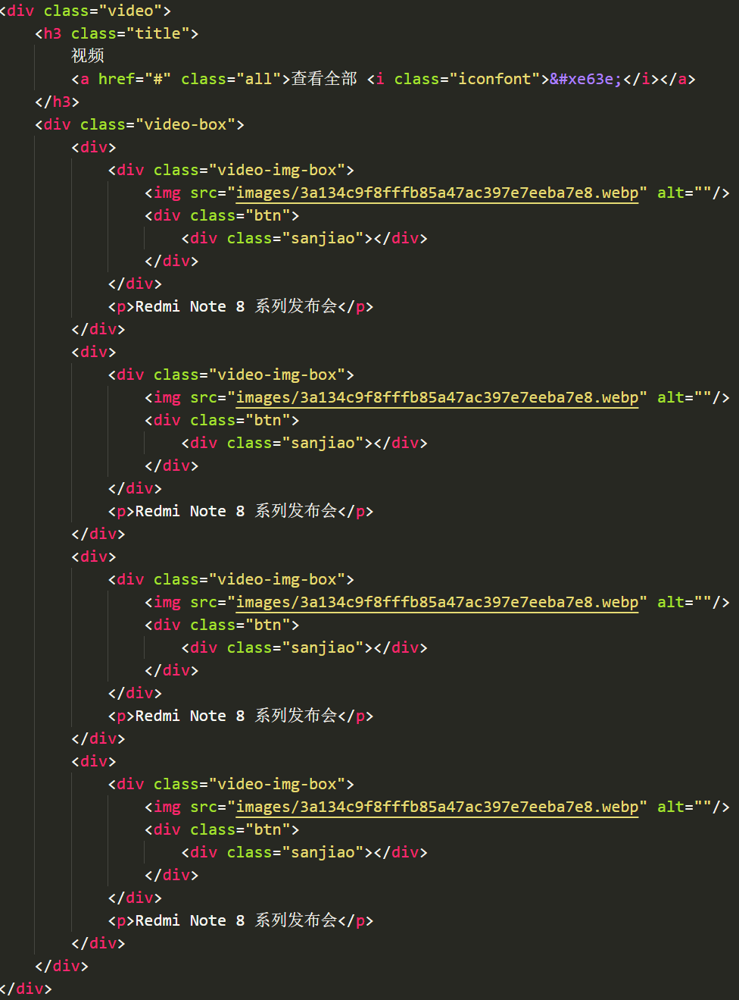 <div class="video">
    <h3 class="title">
        视频
        <a href="#" class="all">查看全部 <i class="iconfont">&#xe63e;</i></a>
    </h3>
    <div class="video-box">
        <div>
            <div class="video-img-box">
                <img src="images/3a134c9f8fffb85a47ac397e7eeba7e8.webp" alt=""/>
                <div class="btn">
                    <div class="sanjiao"></div>
                </div>
            </div>
            <p>Redmi Note 8 系列发布会</p>
        </div>
        <div>
            <div class="video-img-box">
                <img src="images/3a134c9f8fffb85a47ac397e7eeba7e8.webp" alt=""/>
                <div class="btn">
                    <div class="sanjiao"></div>
                </div>
            </div>
            <p>Redmi Note 8 系列发布会</p>
        </div>
        <div>
            <div class="video-img-box">
                <img src="images/3a134c9f8fffb85a47ac397e7eeba7e8.webp" alt=""/>
                <div class="btn">
                    <div class="sanjiao"></div>
                </div>
            </div>
            <p>Redmi Note 8 系列发布会</p>
        </div>
        <div>
            <div class="video-img-box">
                <img src="images/3a134c9f8fffb85a47ac397e7eeba7e8.webp" alt=""/>
                <div class="btn">
                    <div class="sanjiao"></div>
                </div>
            </div>
            <p>Redmi Note 8 系列发布会</p>
        </div>
    </div>
</div>